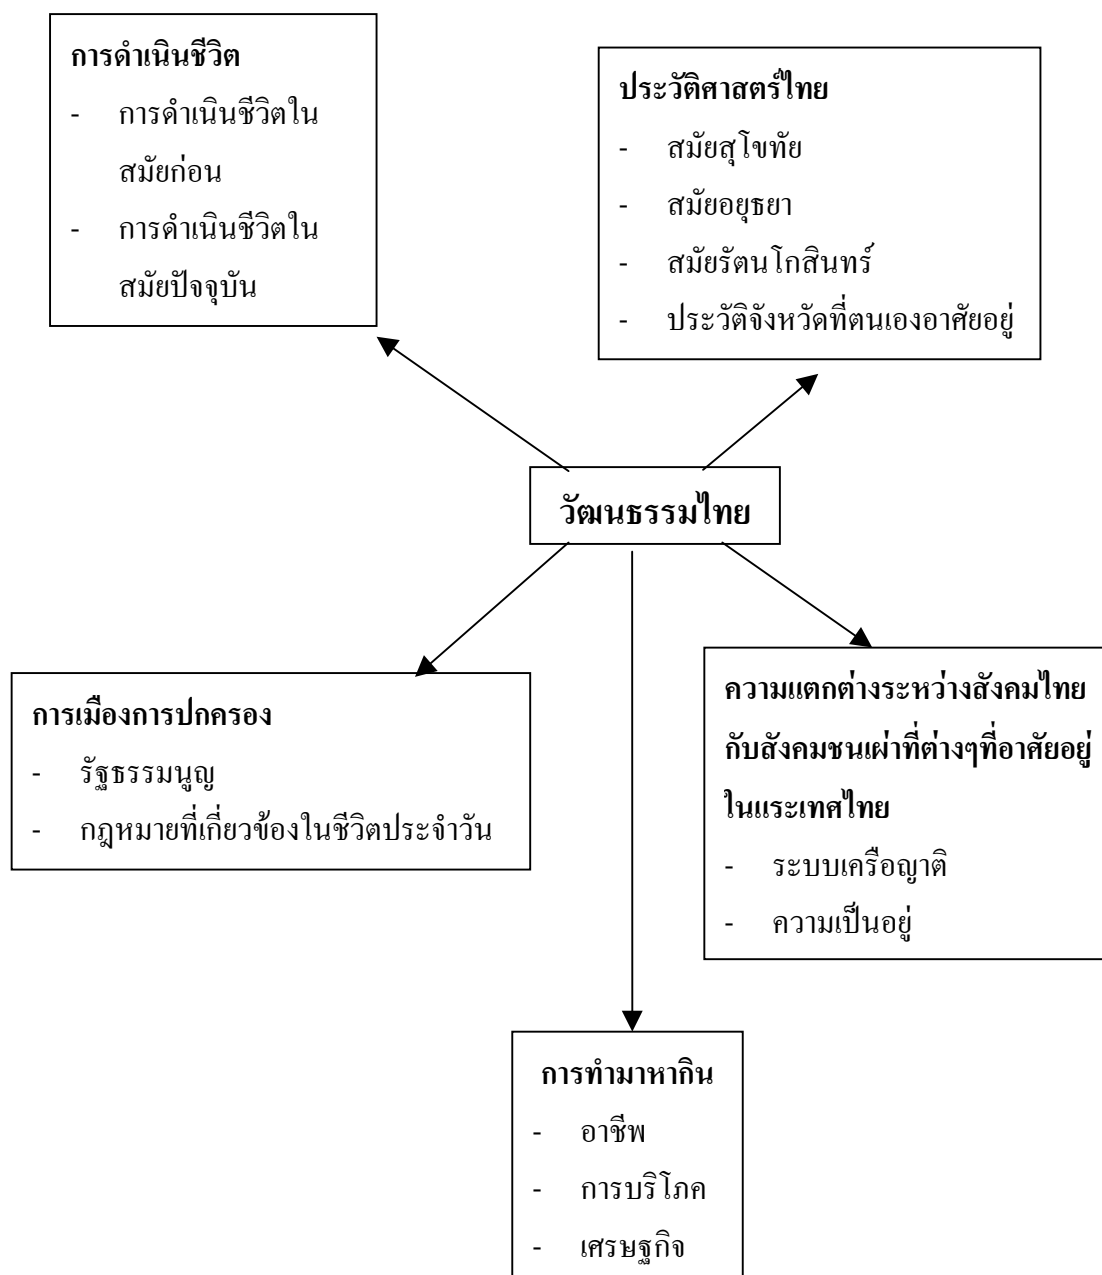 การดำเนินชีวิต
- การดำเนินชีวิตใน
สมัยก่อน
- การดำเนินชีวิตใน
สมัยปัจจุบัน
ประวัติศาสตร์ไทย
- สมัยสุโขทัย
- สมัยอยุธยา
- สมัยรัตนโกสินทร์
- ประวัติจังหวัดที่ตนเองอาศัยอยู่
วัฒนธรรมไทย
การเมืองการปกครอง
- รัฐธรรมนูญ
- กฎหมายที่เกี่ยวข้องในชีวิตประจำวัน
ความแตกต่างระหว่างสังคมไทย
กับสังคมชนเผ่าที่ต่างๆที่อาศัยอยู่
ในแระเทศไทย
- ระบบเครือญาติ
- ความเป็นอยู่
การทำมาหากิน
- อาชีพ
- การบริโภค
- เศรษฐกิจ